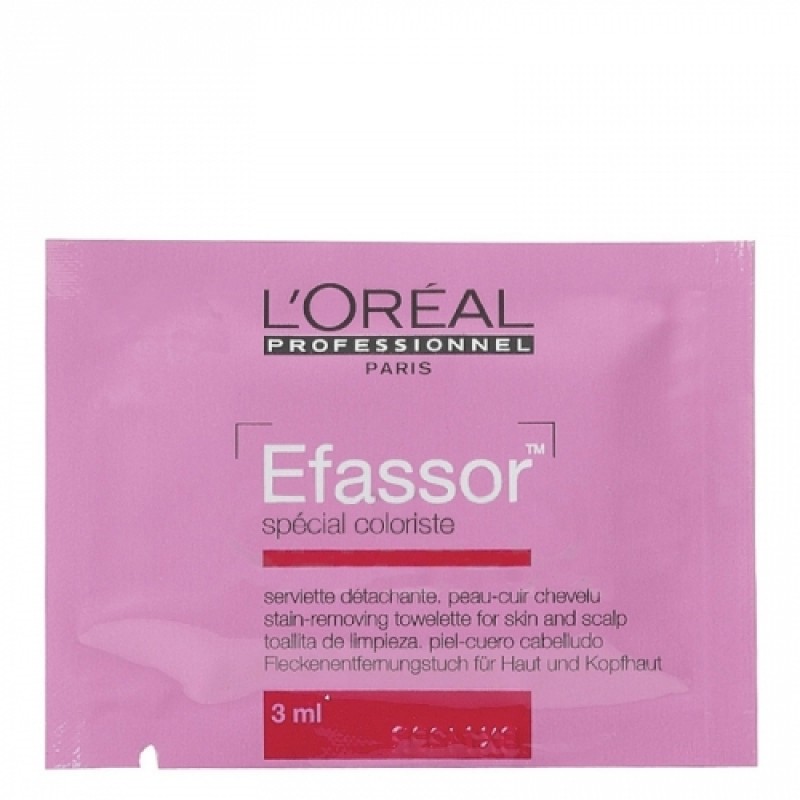 L'ORÉAL
PROFESSIONNEL
PARIS
Efassor™
spécial coloriste
serviette détachante. peau-cuir chevelu
stain-removing towelette for skin and scalp
toallita de limpieza. piel-cuero cabelludo
Fleckenentfernungstuch für Haut und Kopfhaut
3 ml